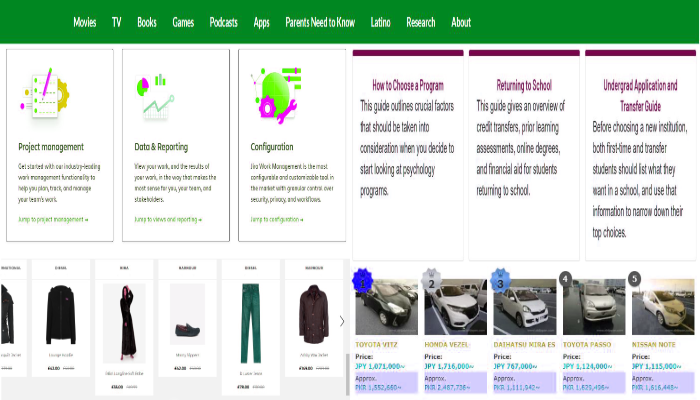 Movies TV Books Games Podcasts Apps Parents Need to Know Latino Research About
Project management
Get started with our industry-leading
work management functionality to
help you plan, track, and manage
your team's work.
Jump to project management
Data & Reporting
View your work, and the results of
your work, in the way that makes the
most sense for you, your team, and
stakeholders.
Jump to views and reporting
Configuration
Jira Work Management is the most
configurable and customizable tool in
the market with granular control over
security, privacy, and workflows.
Jump to configuration
How to Choose a Program
This guide outlines crucial factors
that should be taken into
consideration when you decide to
start looking at psychology
programs.
Returning to School
This guide gives an overview of
credit transfers, prior learning
assessments, online degrees,
and financial aid for students
returning to school.
Undergrad Application and
Transfer Guide
Before choosing a new institution,
both first-time and transfer
students should list what they
want in a school, and use that
information to narrow down their
top choices.
DIESEL
NINA
BARBOUR
DIESEL
BARBOUR
1
TOYOTA VITZ
Price:
JPY 1,071,000~
Approx.
PKR 1,552,650~
2
HONDA VEZEL
Price:
JPY 1,716,000~
Approx.
PKR 2,487,726~
3
DAIHATSU MIRA ES
Price:
JPY 767,000~
Approx.
PKR 1,111,942~
4
TOYOTA PASSO
Price:
JPY 1,124,000~
Approx.
PKR 1,629,496~
5
NISSAN NOTE
Price:
JPY 1,115,000~
Approx.
PKR 1,616,448~